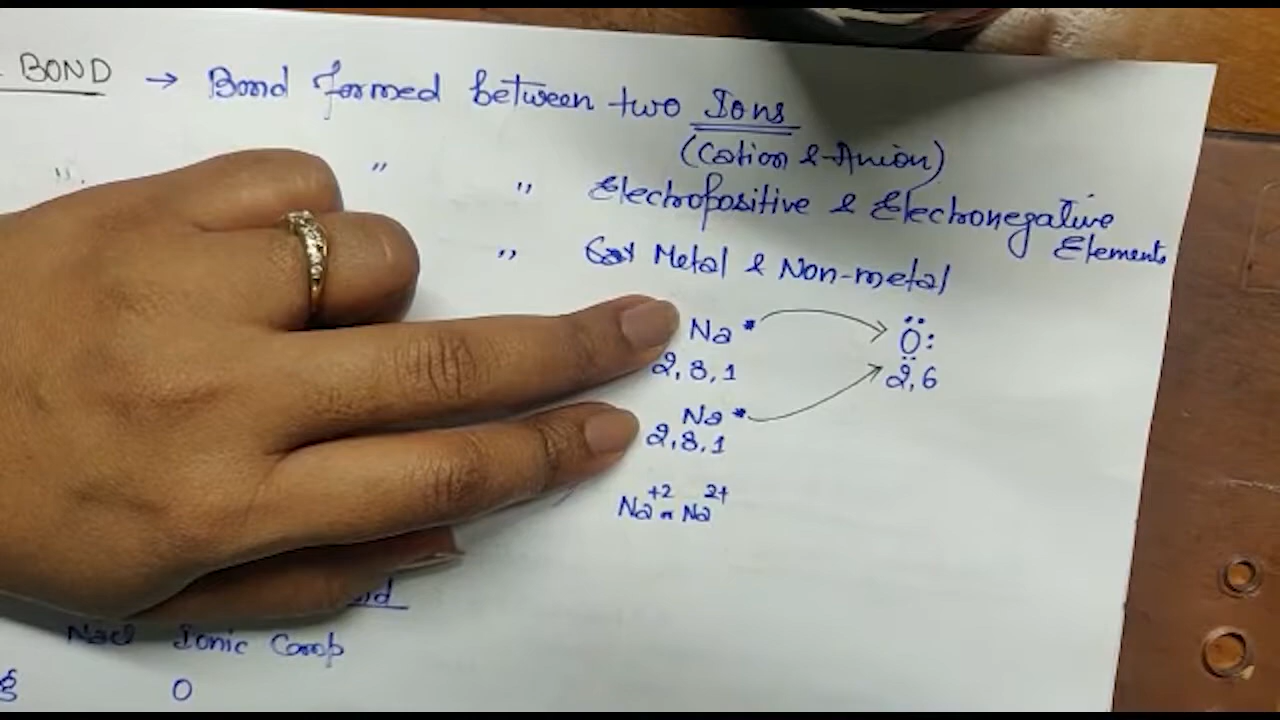 BOND → Bond formed between two Ions
(Cation & Anion)
" " " Electropositive & Electronegative
Elements
" Metal & Non-metal
Na * O
2,8,1 2,6
Na *
2,8,1
Na+2 or Na2+
Nacl Ionic Comp
O